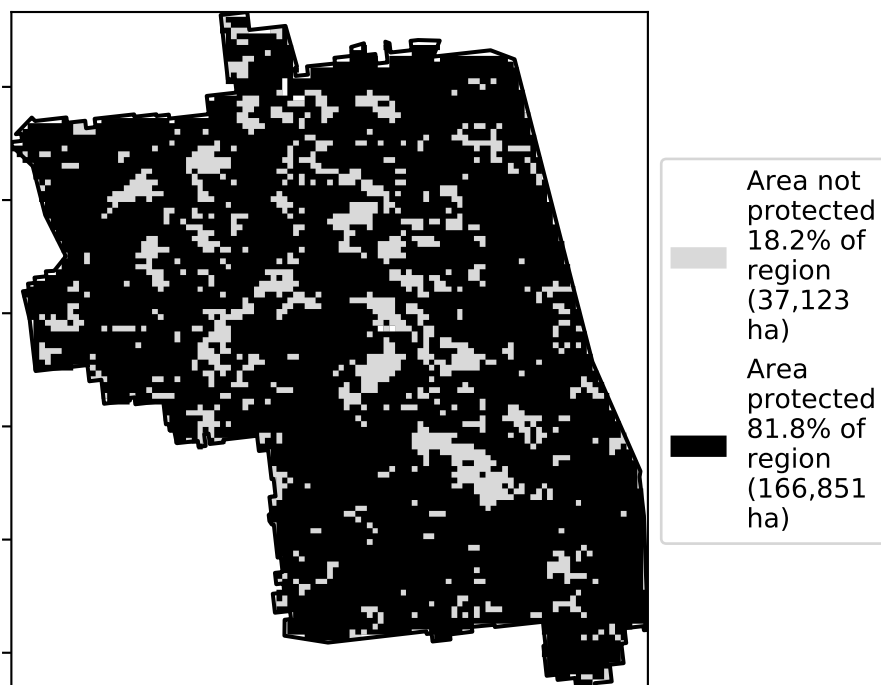 Area not
protected
18.2% of
region
(37,123
ha)
Area
protected
81.8% of
region
(166,851
ha)